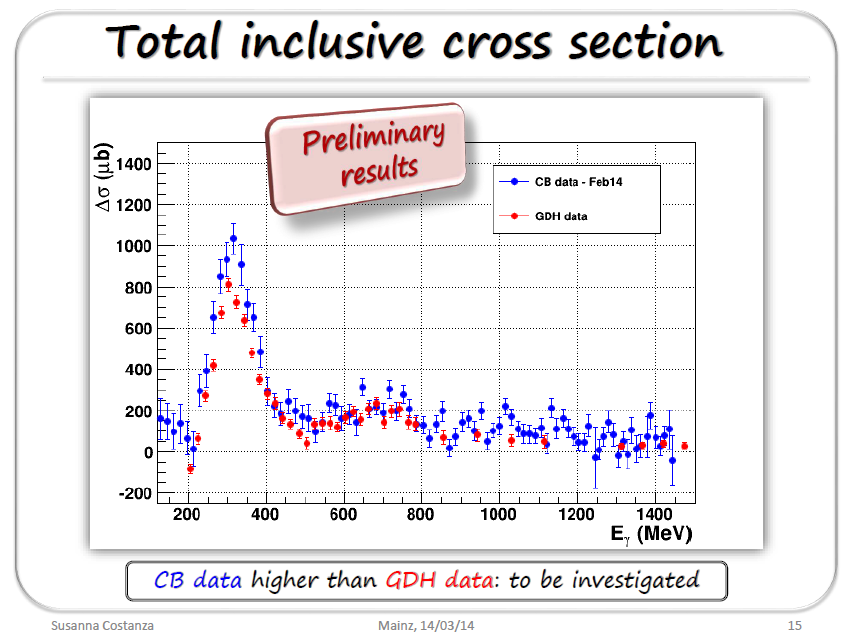 Total inclusive cross section
Preliminary
results
Δσ (μb)
1400
1200
1000
800
600
400
200
0
-200
CB data - Feb14
GDH data
200 400 600 800 1000 1200 1400
Eγ (MeV)
CB data higher than GDH data: to be investigated
Susanna Costanza Mainz, 14/03/14 15